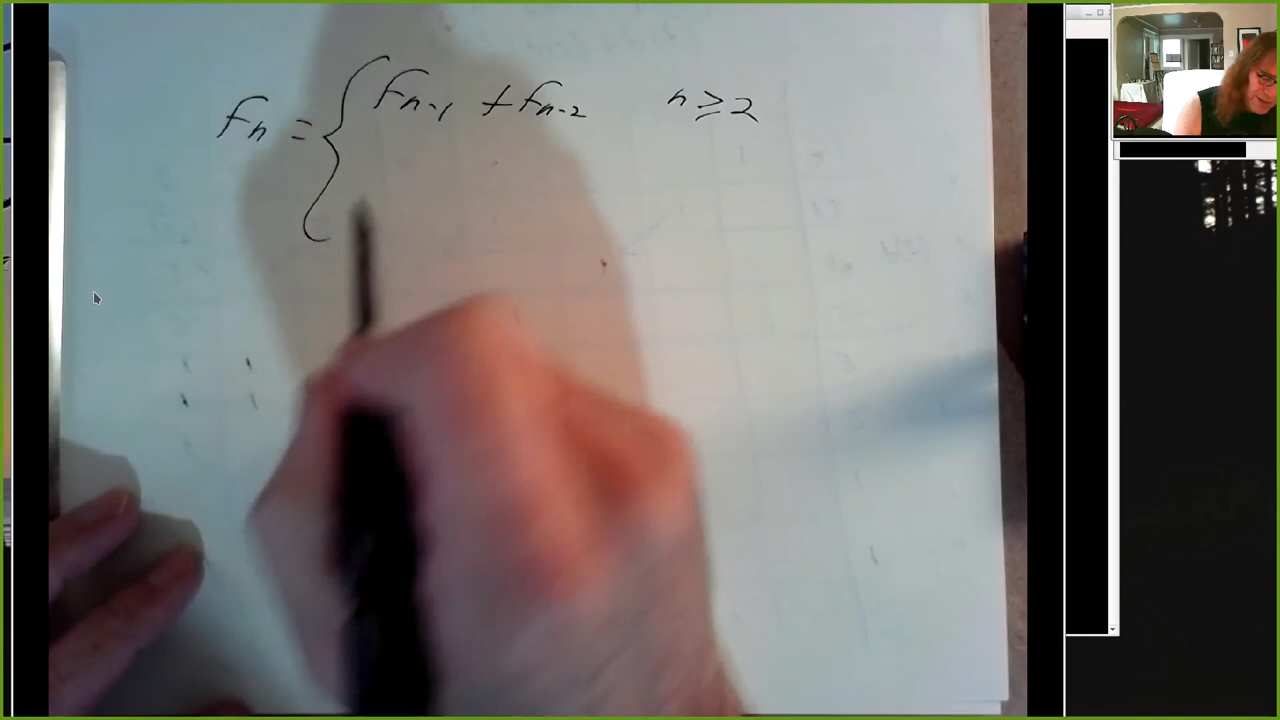 fn = { fn-1 + fn-2 n ≥ 2